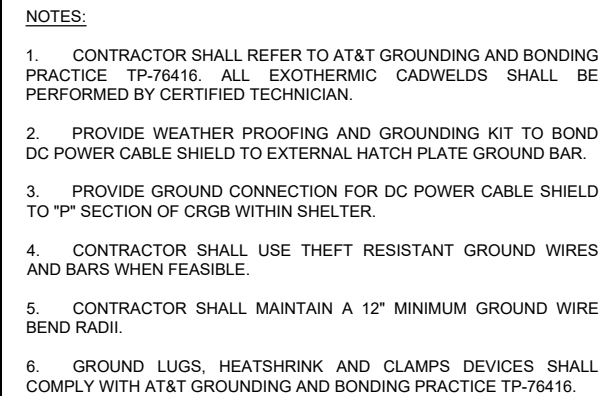 NOTES:
1. CONTRACTOR SHALL REFER TO AT&T GROUNDING AND BONDING
PRACTICE TP-76416. ALL EXOTHERMIC CADWELDS SHALL BE
PERFORMED BY CERTIFIED TECHNICIAN.
2. PROVIDE WEATHER PROOFING AND GROUNDING KIT TO BOND
DC POWER CABLE SHIELD TO EXTERNAL HATCH PLATE GROUND BAR.
3. PROVIDE GROUND CONNECTION FOR DC POWER CABLE SHIELD
TO "P" SECTION OF CRGB WITHIN SHELTER.
4. CONTRACTOR SHALL USE THEFT RESISTANT GROUND WIRES
AND BARS WHEN FEASIBLE.
5. CONTRACTOR SHALL MAINTAIN A 12" MINIMUM GROUND WIRE
BEND RADII.
6. GROUND LUGS, HEATSHRINK AND CLAMPS DEVICES SHALL
COMPLY WITH AT&T GROUNDING AND BONDING PRACTICE TP-76416.